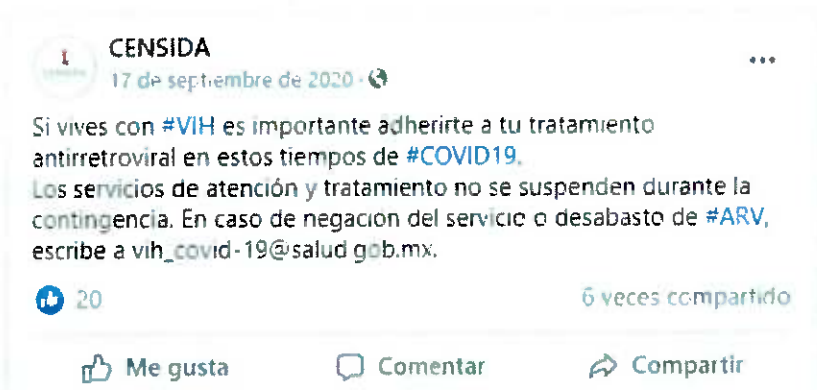 CENSIDA
17 de septiembre de 2020 ·
Si vives con #VIH es importante adherirte a tu tratamiento
antirretroviral en estos tiempos de #COVID19.
Los servicios de atención y tratamiento no se suspenden durante la
contingencia. En caso de negación del servicio o desabasto de #ARV,
escribe a vih_covid-19@salud.gob.mx.
20
6 veces compartido
Me gusta
Comentar
Compartir